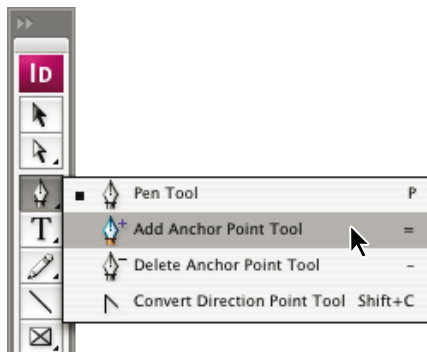 ID
Pen Tool P
Add Anchor Point Tool =
T
Delete Anchor Point Tool -
Convert Direction Point Tool Shift+C